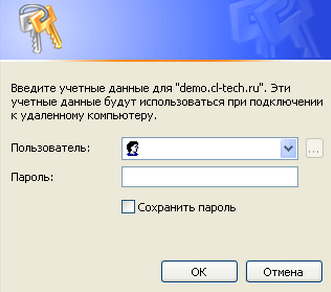 Введите учетные данные для "demo.cl-tech.ru". Эти
учетные данные будут использоваться при подключении
к удаленному компьютеру.
Пользователь:
...
Пароль:
Сохранить пароль
ОК
Отмена